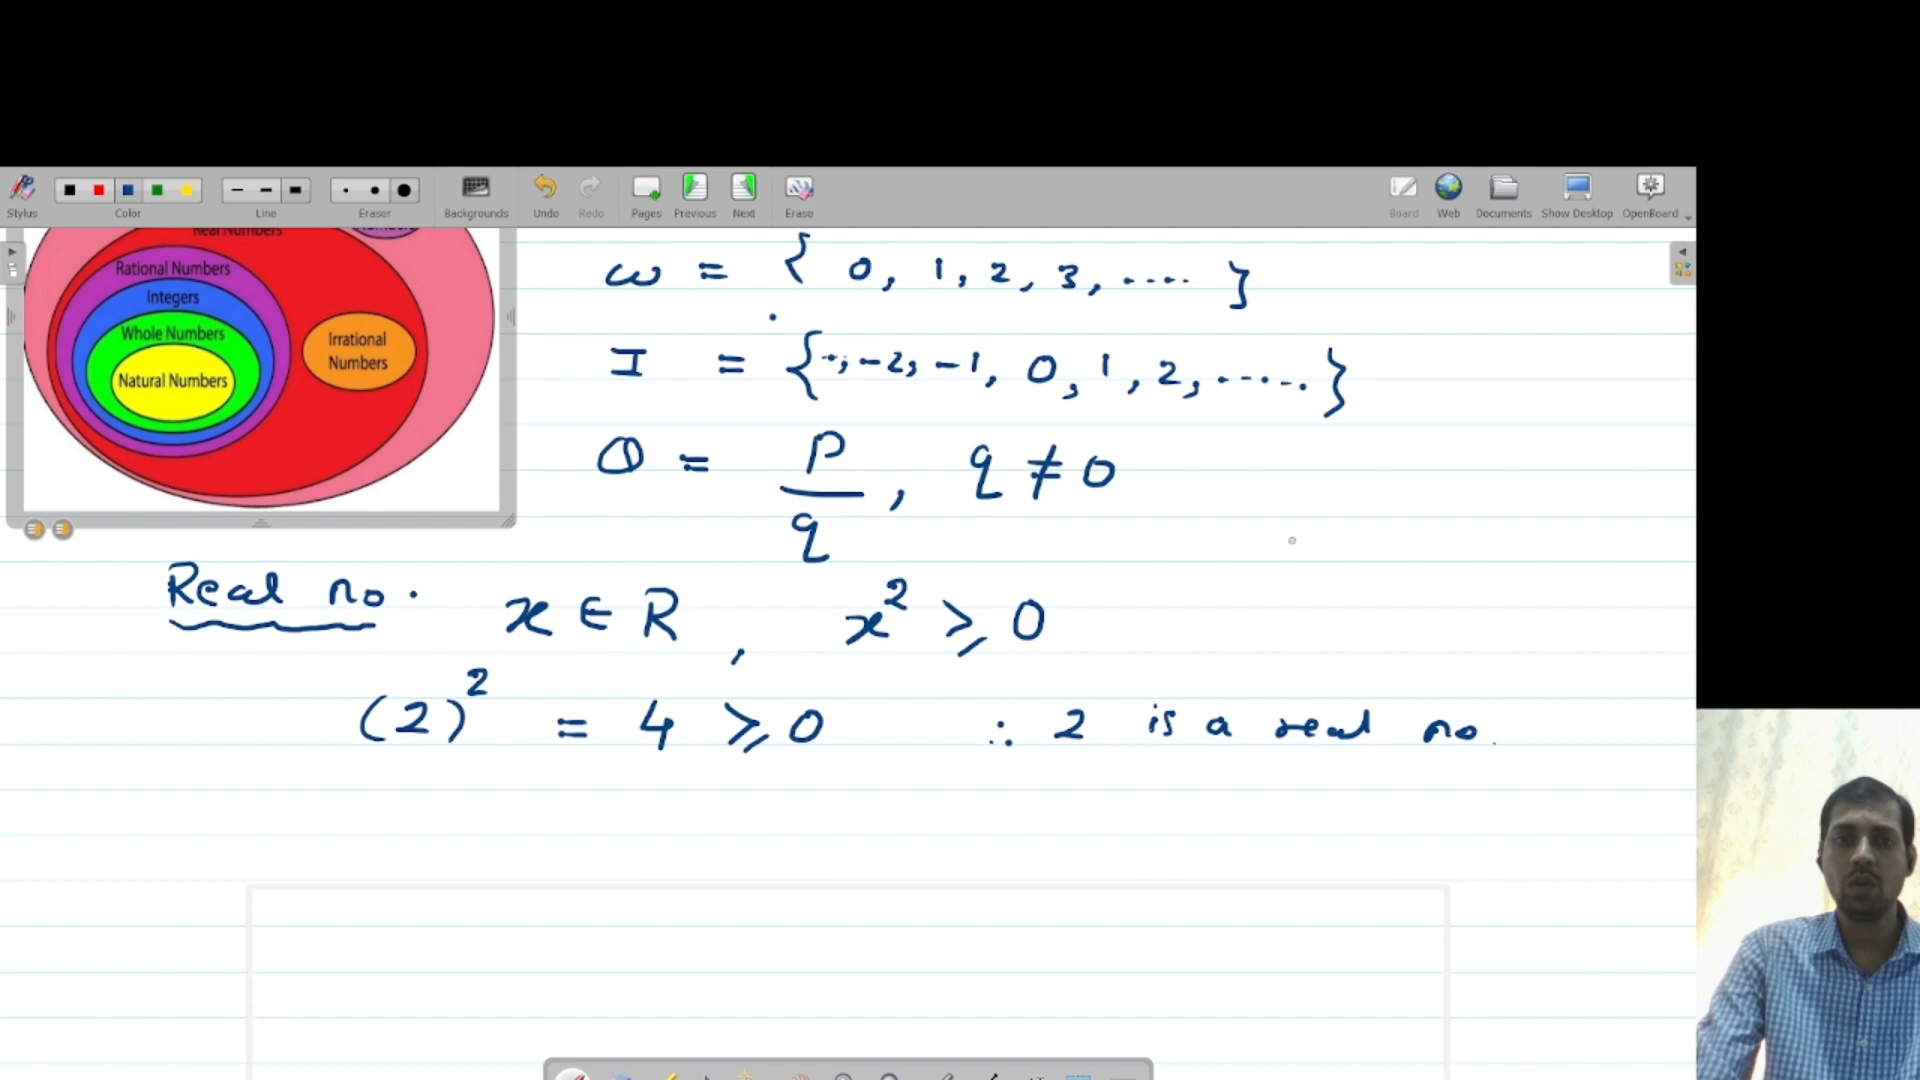 Stylus Color Line Eraser Backgrounds Undo Redo Pages Previous Next Erase Board Web Documents Show Desktop OpenBoard
Real Numbers
Rational Numbers
Integers
Whole Numbers
Natural Numbers
Irrational
Numbers
ω = { 0, 1, 2, 3, ..... }
I = {.., -2, -1, 0, 1, 2, ......}
Q = p/q, q ≠ 0
Real no. x ∈ R, x² ≥ 0
(2)² = 4 ≥ 0 ∴ 2 is a real no.